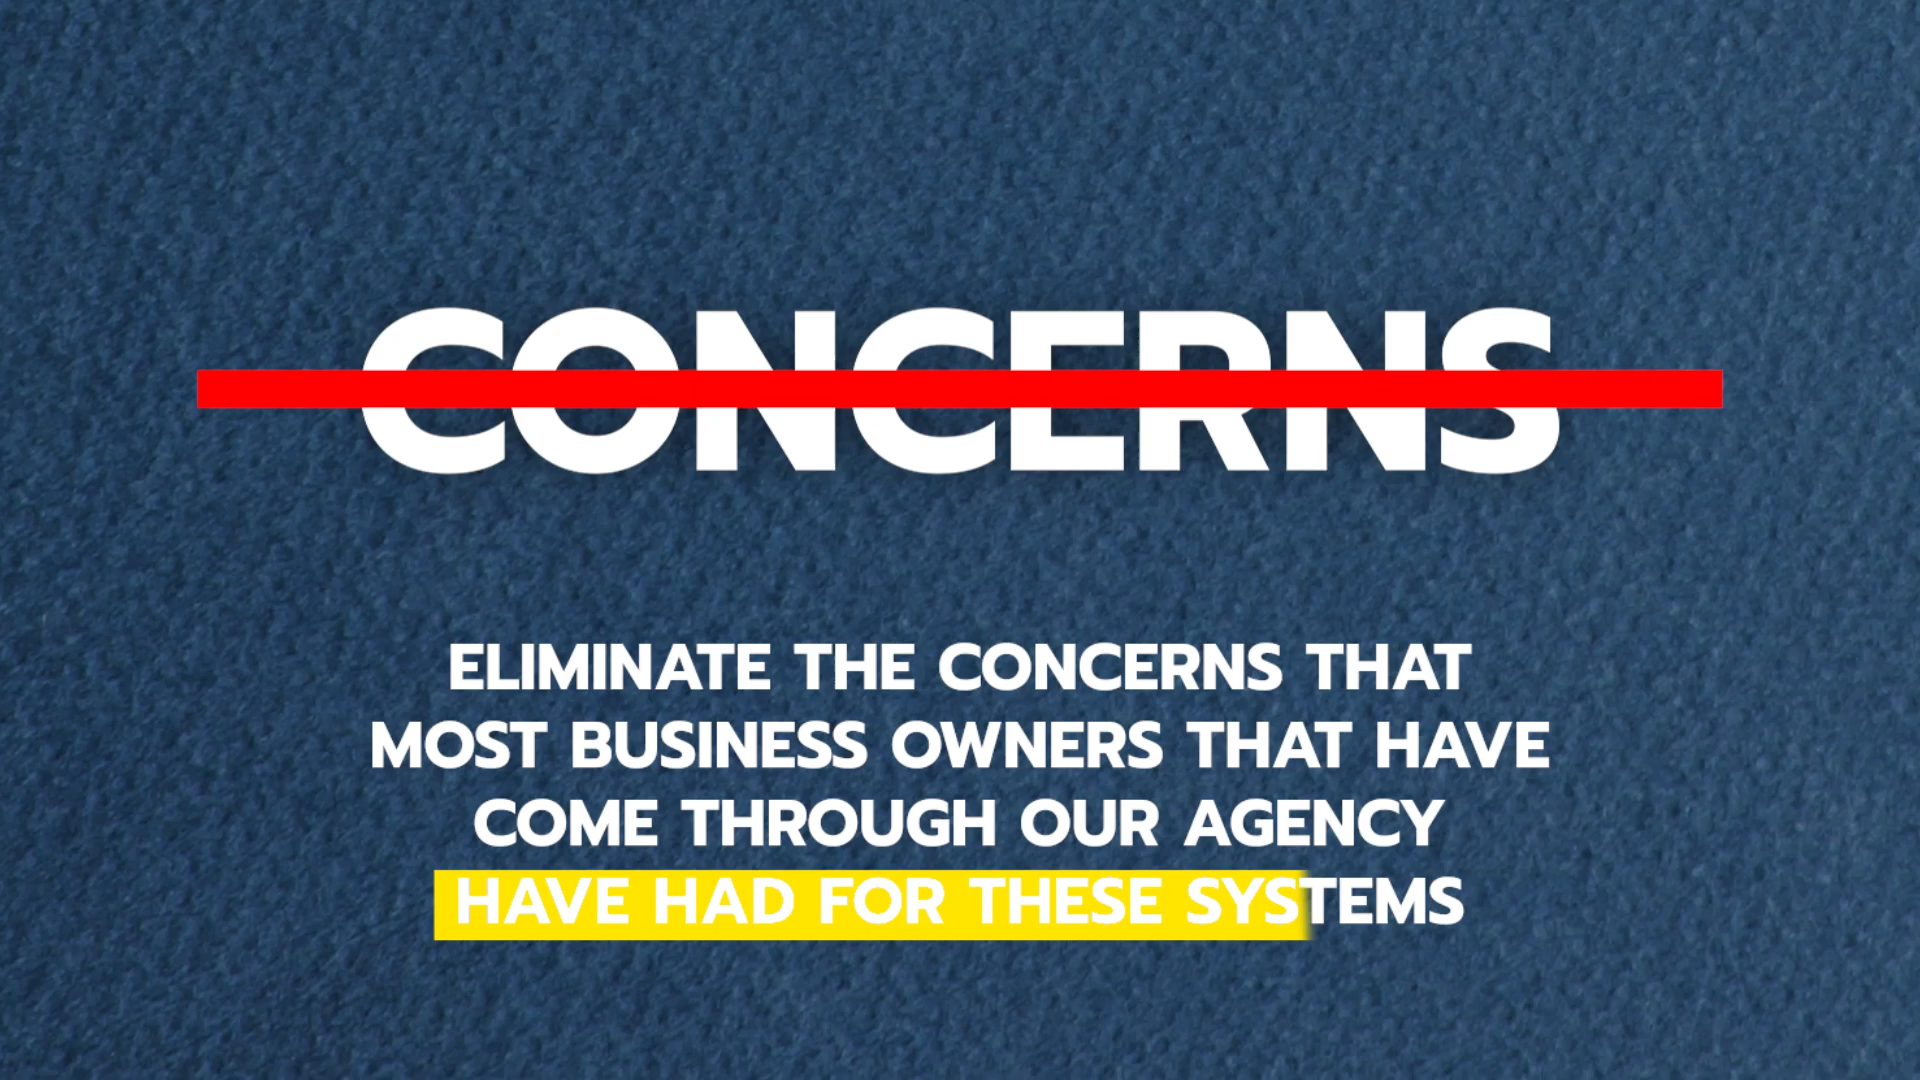 CONCERNS
ELIMINATE THE CONCERNS THAT
MOST BUSINESS OWNERS THAT HAVE
COME THROUGH OUR AGENCY
HAVE HAD FOR THESE SYSTEMS